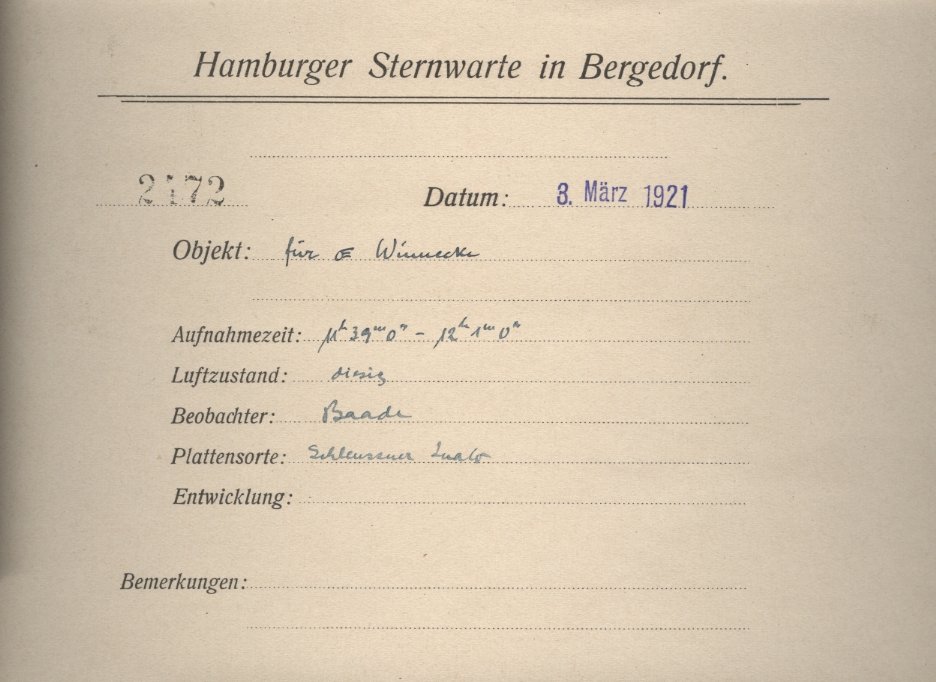 Hamburger Sternwarte in Bergedorf.
2172 Datum: 3. März 1921
Objekt: für Winnecke
Aufnahmezeit: 11h 39m 0s – 12h 1m 0s
Luftzustand: diesig
Beobachter: Baade
Plattensorte: Schleussner
Entwicklung:
Bemerkungen: